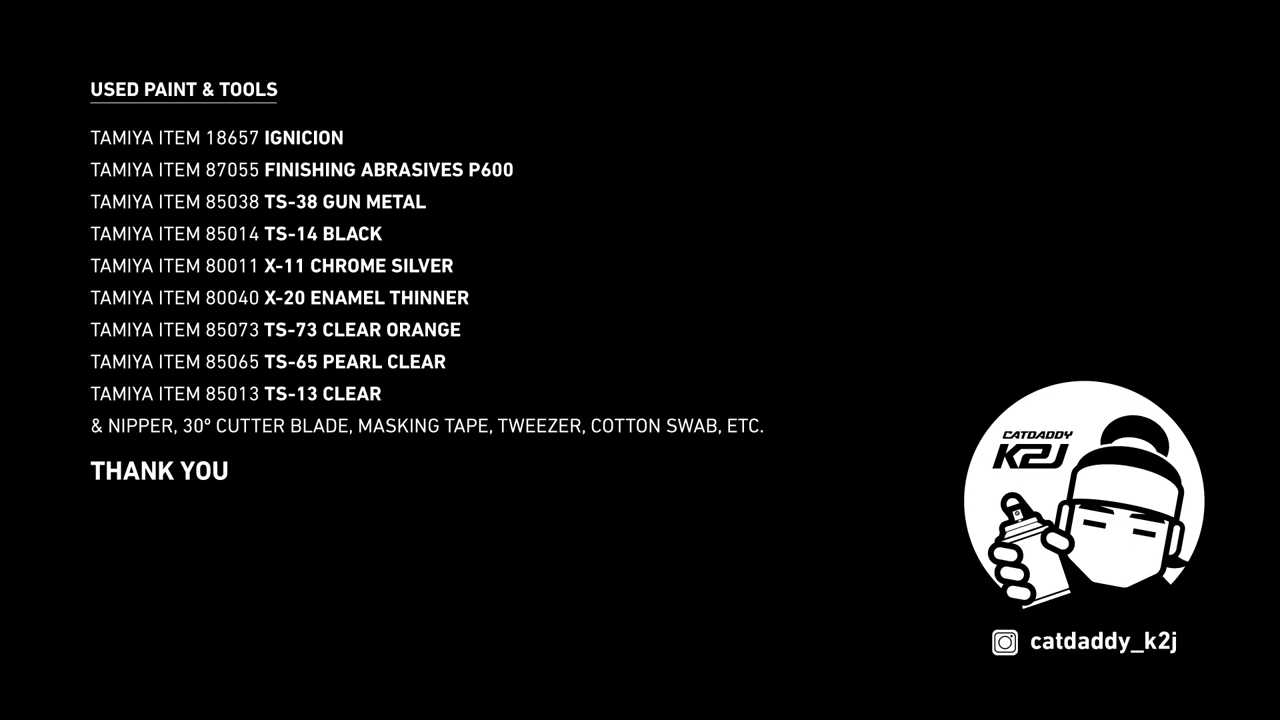 USED PAINT & TOOLS
TAMIYA ITEM 18657 IGNICION
TAMIYA ITEM 87055 FINISHING ABRASIVES P600
TAMIYA ITEM 85038 TS-38 GUN METAL
TAMIYA ITEM 85014 TS-14 BLACK
TAMIYA ITEM 80011 X-11 CHROME SILVER
TAMIYA ITEM 80040 X-20 ENAMEL THINNER
TAMIYA ITEM 85073 TS-73 CLEAR ORANGE
TAMIYA ITEM 85065 TS-65 PEARL CLEAR
TAMIYA ITEM 85013 TS-13 CLEAR
& NIPPER, 30º CUTTER BLADE, MASKING TAPE, TWEEZER, COTTON SWAB, ETC.
THANK YOU
CATDADDY
K2J
catdaddy_k2j